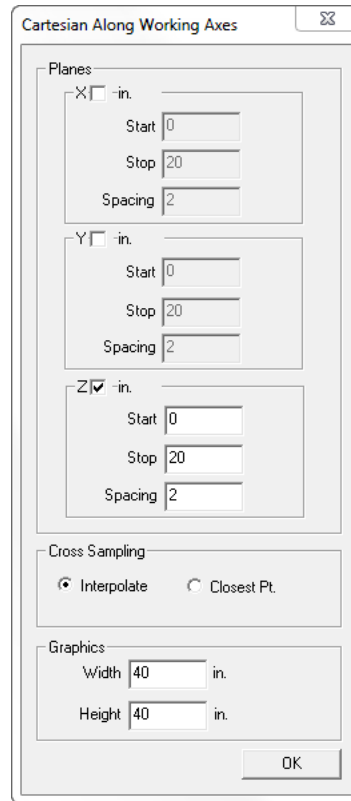 Cartesian Along Working Axes
Planes
X -in.
Start 0
Stop 20
Spacing 2
Y -in.
Start 0
Stop 20
Spacing 2
Z -in.
Start 0
Stop 20
Spacing 2
Cross Sampling
Interpolate Closest Pt.
Graphics
Width 40 in.
Height 40 in.
OK